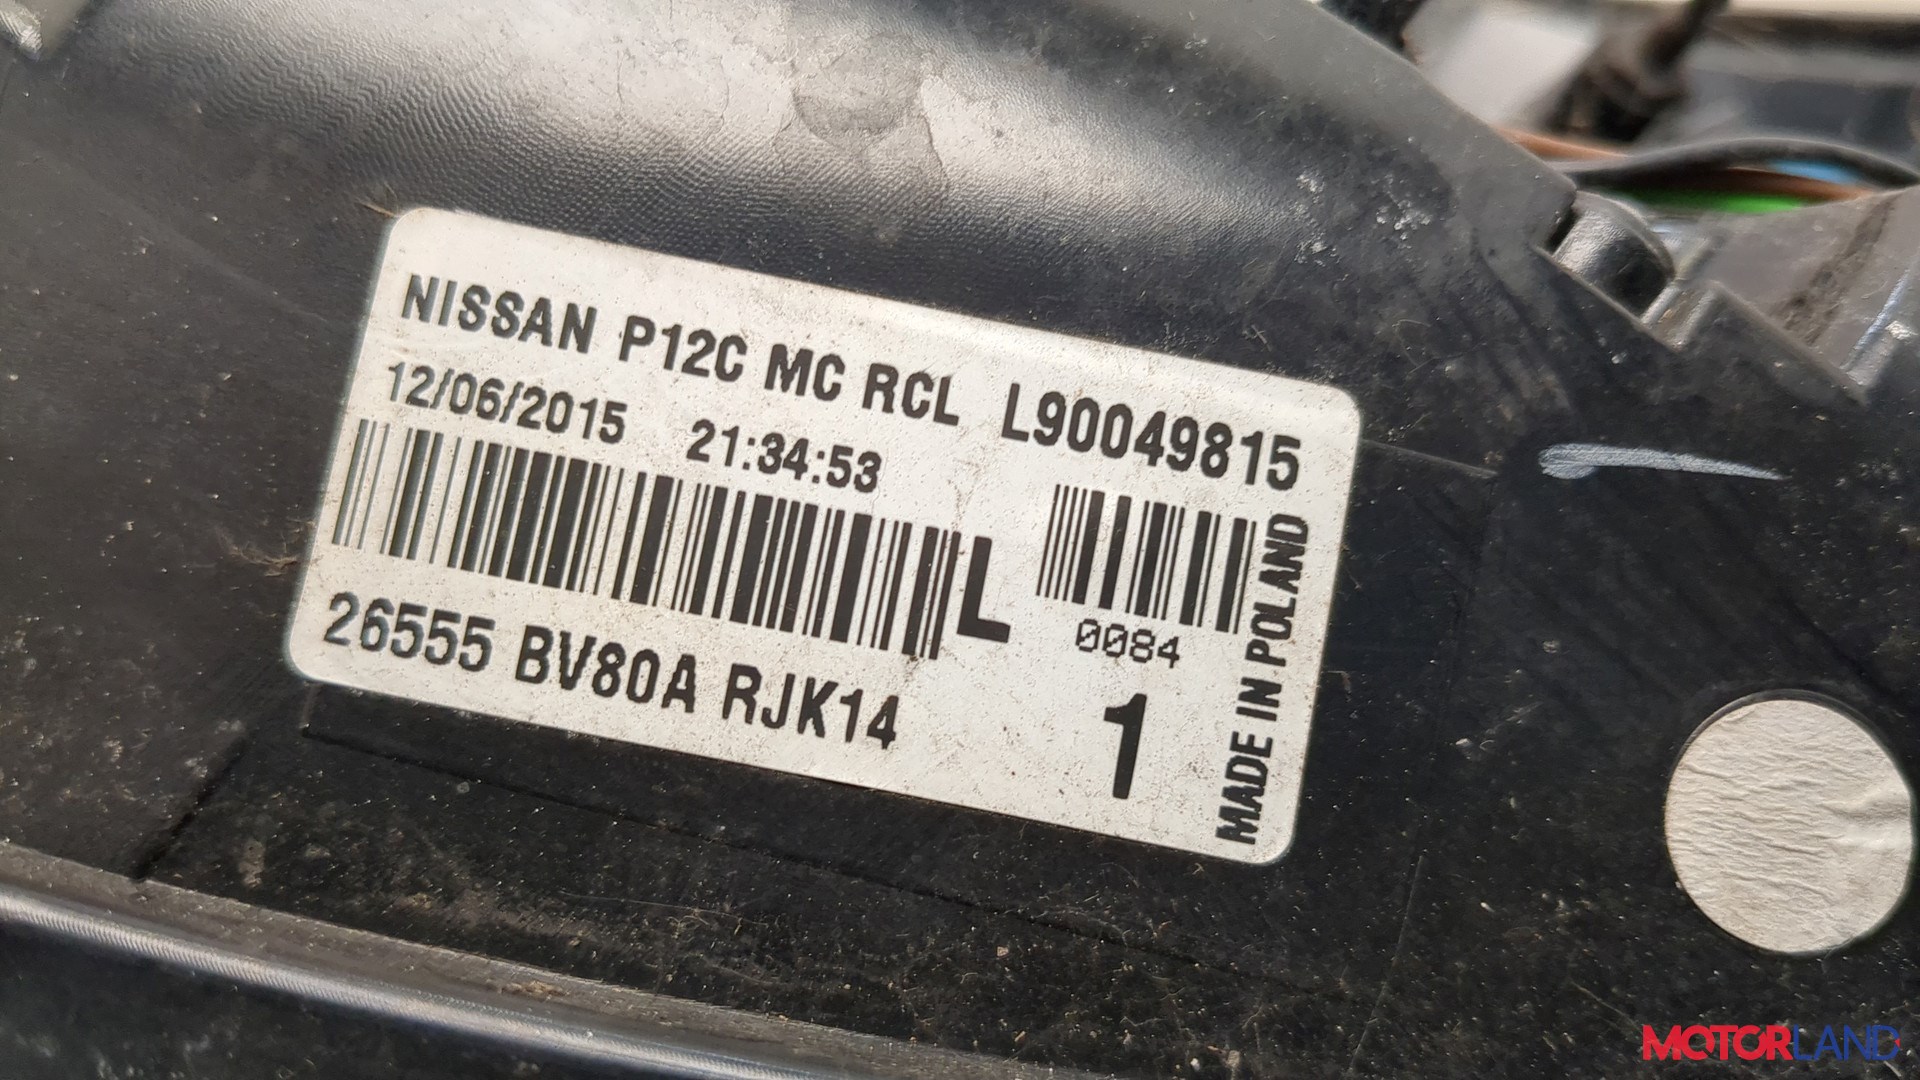 NISSAN P12C MC RCL L90049815
12/06/2015 21:34:53
L
0084
26555 BV80A RJK14
1
MADE IN POLAND
MOTORLAND